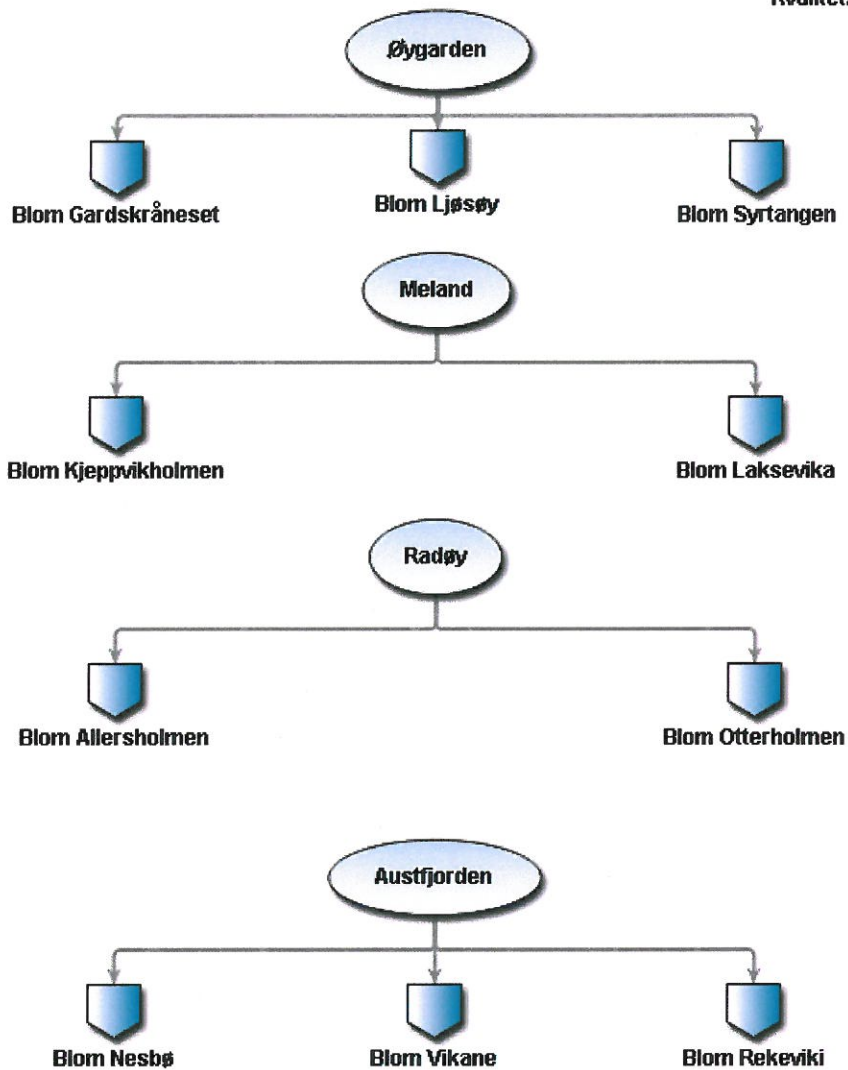 Øygarden
Blom Gardskråneset
Blom Ljøsøy
Blom Syrtangen
Meland
Blom Kjeppvikholmen
Blom Laksevika
Radøy
Blom Allersholmen
Blom Otterholmen
Austfjorden
Blom Nesbø
Blom Vikane
Blom Rekeviki